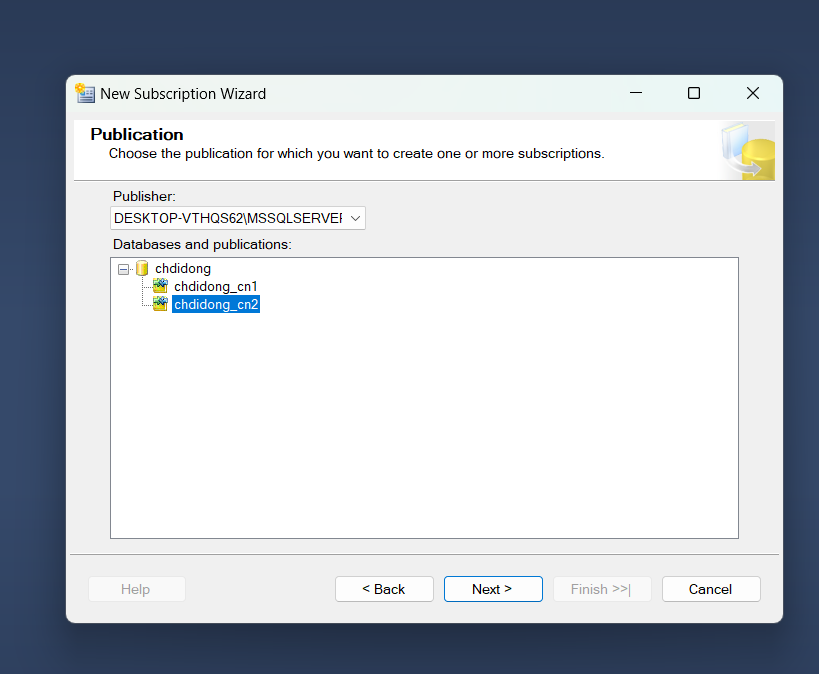 New Subscription Wizard
Publication
Choose the publication for which you want to create one or more subscriptions.
Publisher:
DESKTOP-VTHQS62\MSSQLSERVER
Databases and publications:
chdidong
chdidong_cn1
chdidong_cn2
Help
< Back
Next >
Finish >>|
Cancel